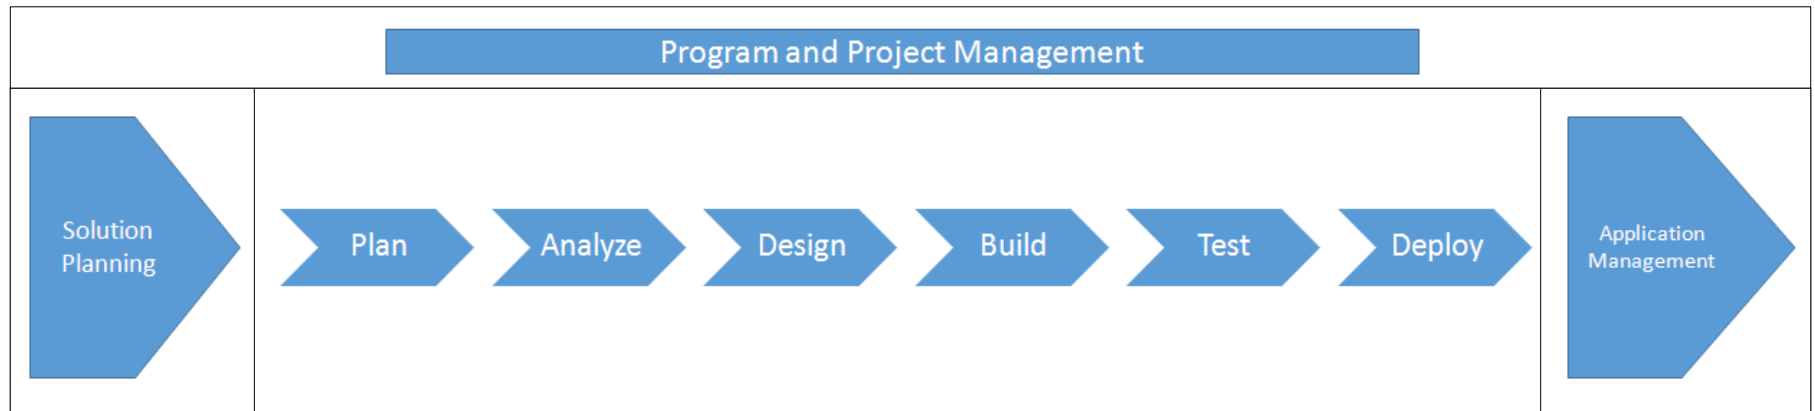 Program and Project Management
Solution
Planning
Plan
Analyze
Design
Build
Test
Deploy
Application
Management